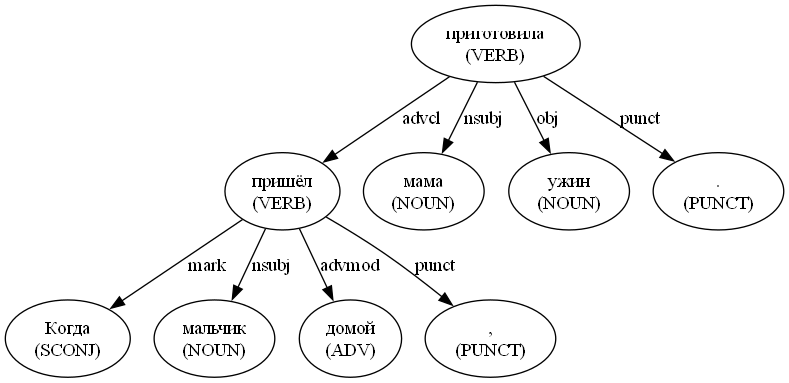 приготовила
(VERB)
advcl nsubj obj punct
пришёл мама ужин .
(VERB) (NOUN) (NOUN) (PUNCT)
mark nsubj advmod punct
Когда мальчик домой ,
(SCONJ) (NOUN) (ADV) (PUNCT)